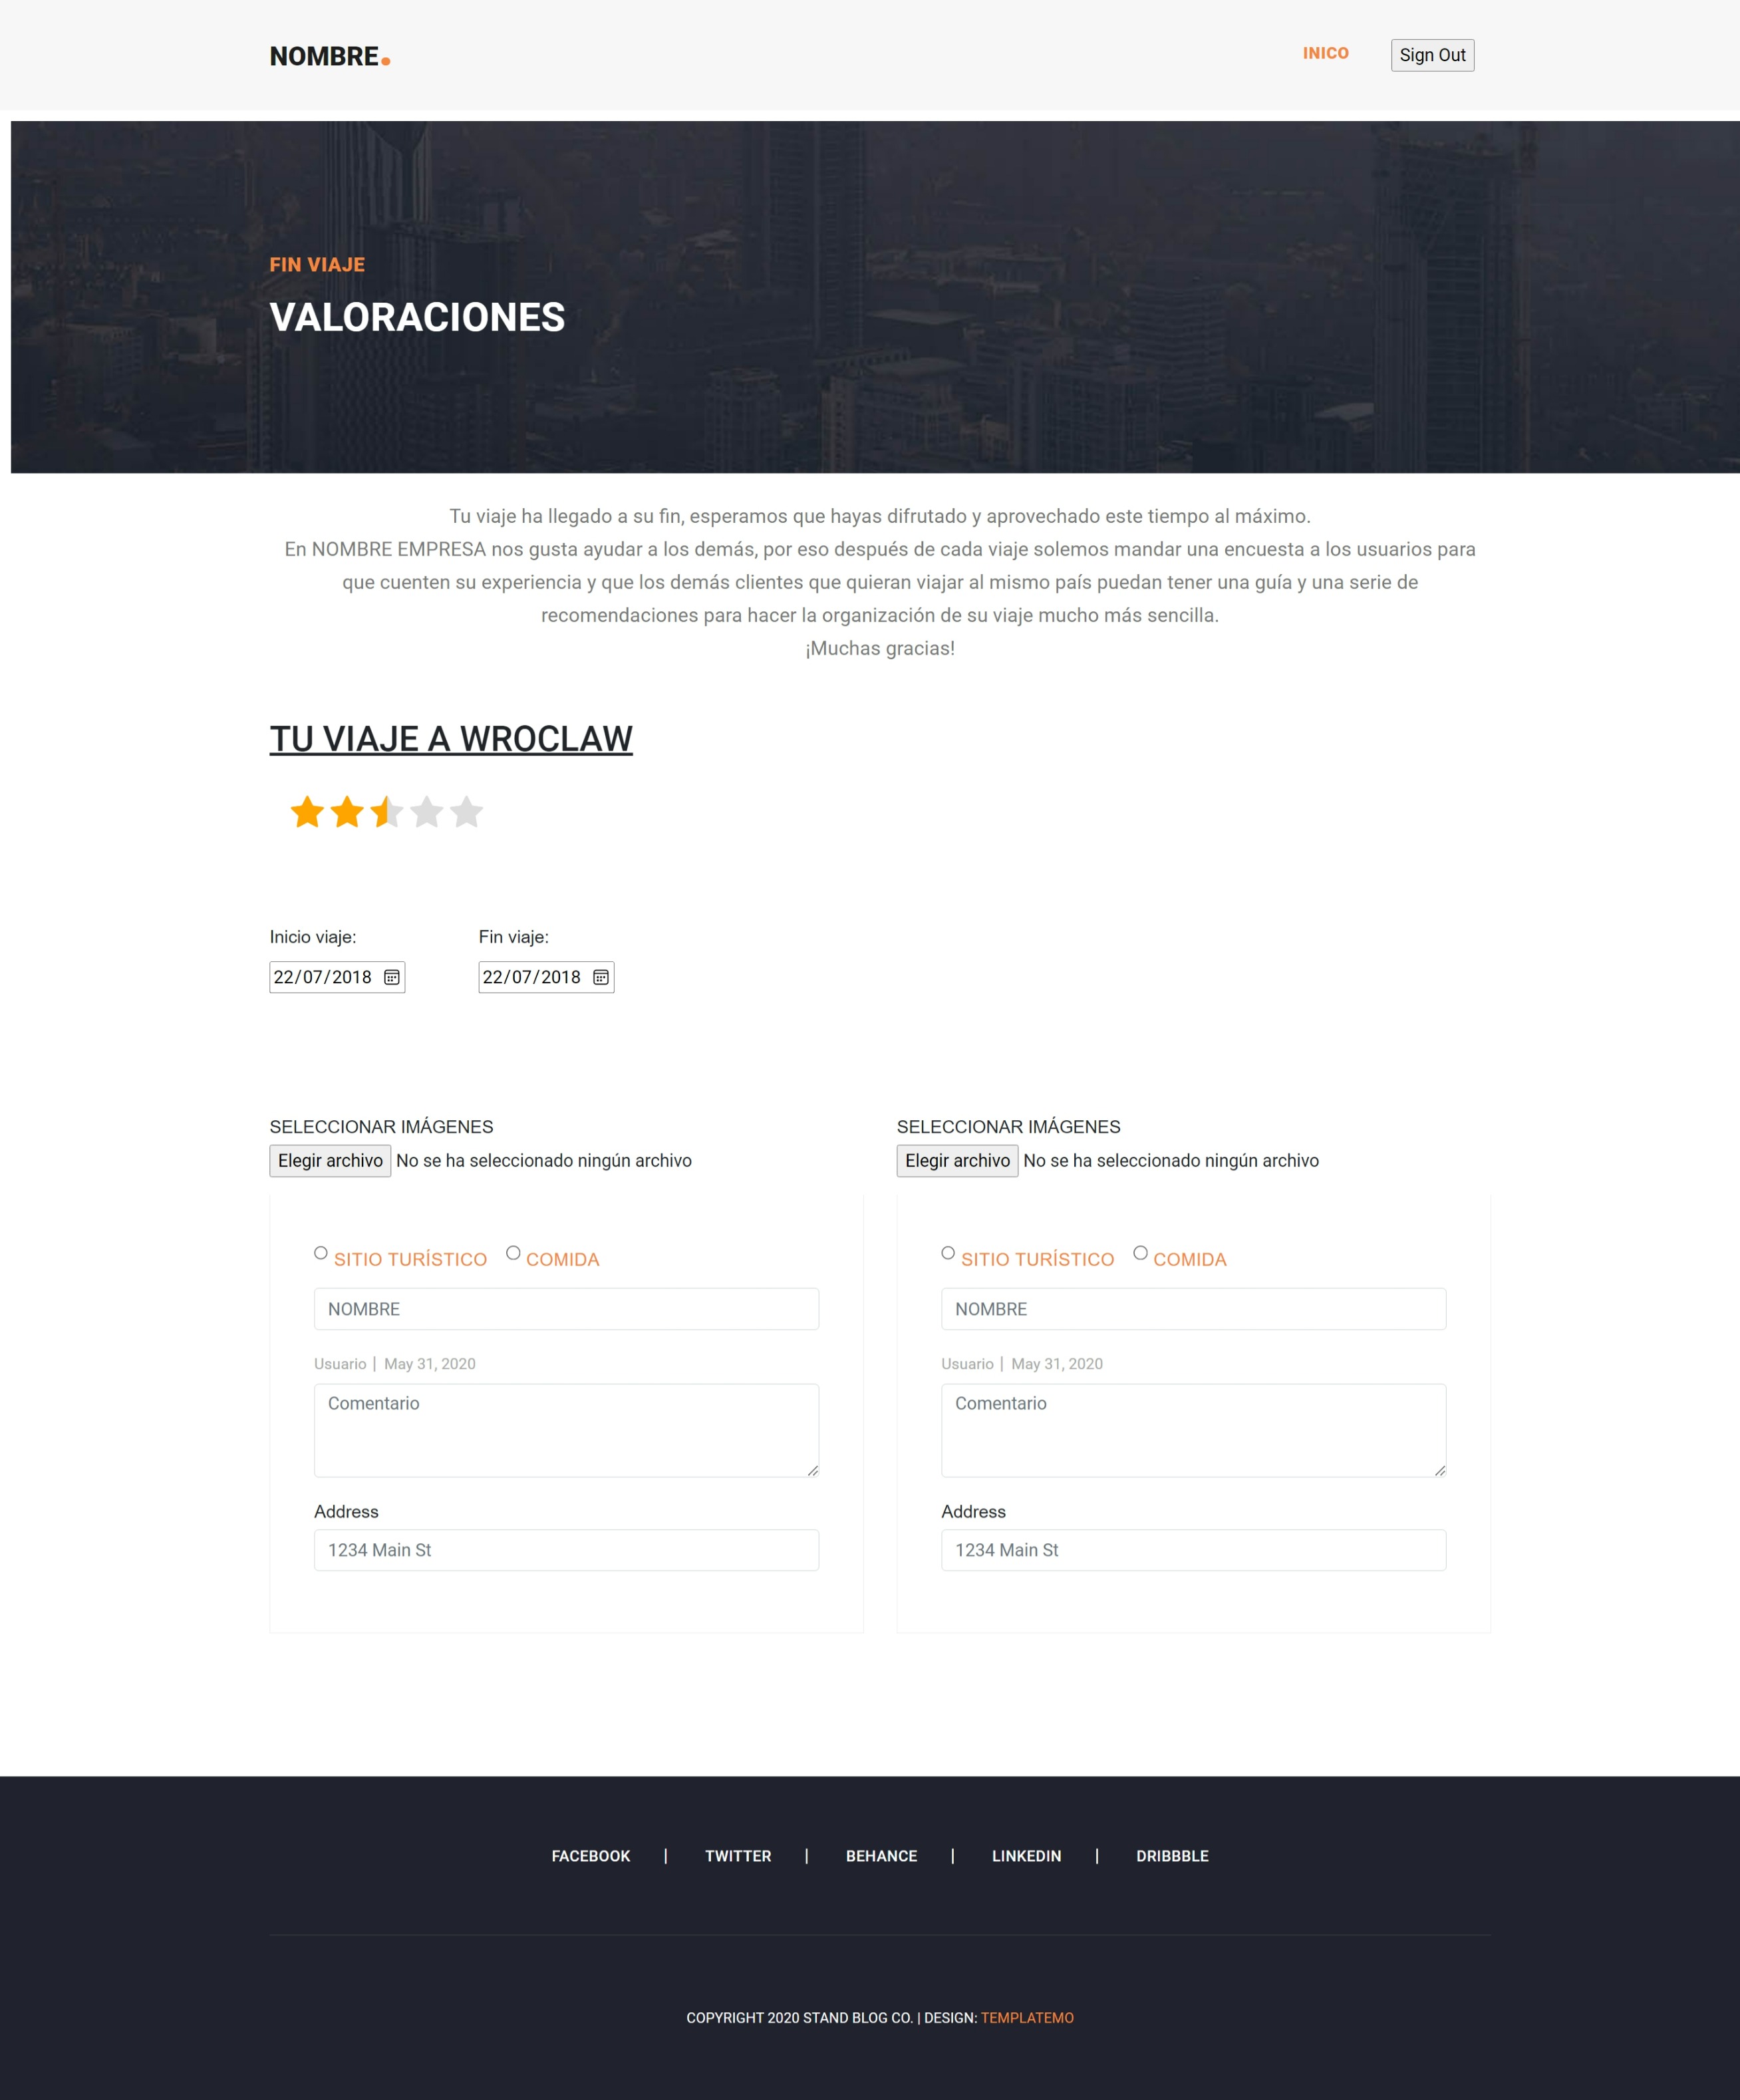 NOMBRE.
INICO
Sign Out
FIN VIAJE
VALORACIONES
Tu viaje ha llegado a su fin, esperamos que hayas difrutado y aprovechado este tiempo al máximo.
En NOMBRE EMPRESA nos gusta ayudar a los demás, por eso después de cada viaje solemos mandar una encuesta a los usuarios para
que cuenten su experiencia y que los demás clientes que quieran viajar al mismo país puedan tener una guía y una serie de
recomendaciones para hacer la organización de su viaje mucho más sencilla.
¡Muchas gracias!
TU VIAJE A WROCLAW
Inicio viaje:
22/07/2018
Fin viaje:
22/07/2018
SELECCIONAR IMÁGENES
Elegir archivo No se ha seleccionado ningún archivo
SITIO TURÍSTICO COMIDA
NOMBRE
Usuario | May 31, 2020
Comentario
Address
1234 Main St
SELECCIONAR IMÁGENES
Elegir archivo No se ha seleccionado ningún archivo
SITIO TURÍSTICO COMIDA
NOMBRE
Usuario | May 31, 2020
Comentario
Address
1234 Main St
FACEBOOK | TWITTER | BEHANCE | LINKEDIN | DRIBBBLE
COPYRIGHT 2020 STAND BLOG CO. | DESIGN: TEMPLATEMO